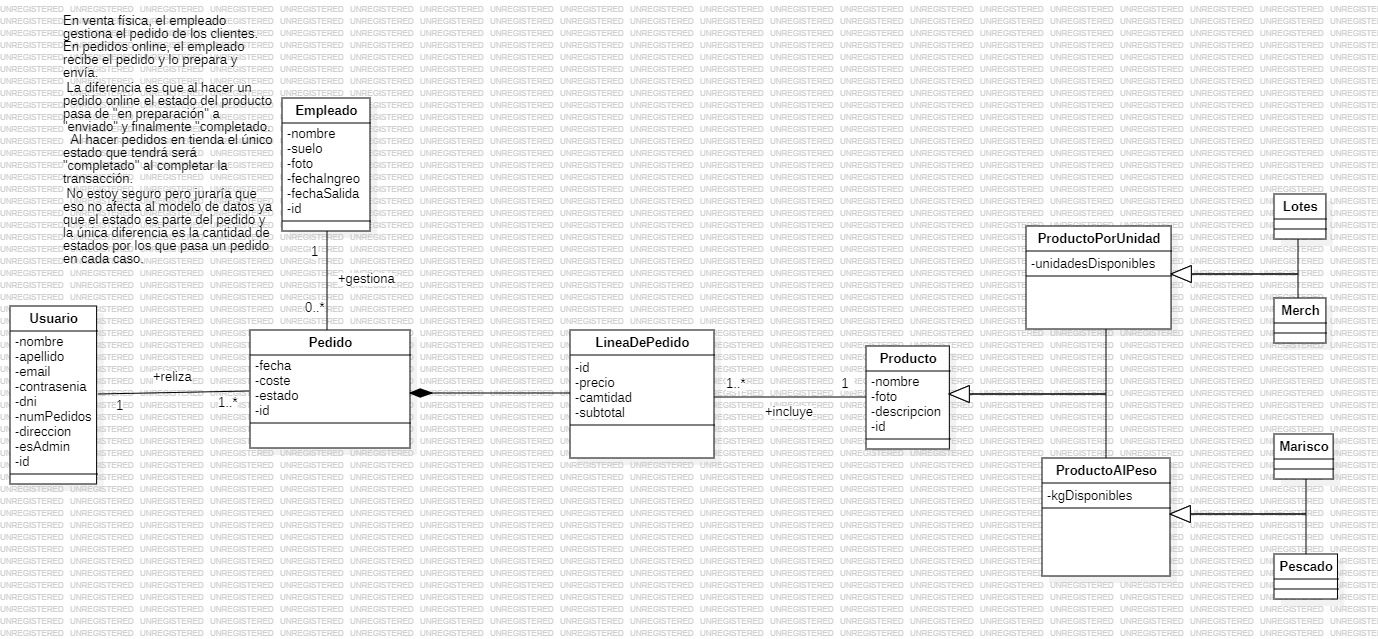 En venta física, el empleado
gestiona el pedido de los clientes.
En pedidos online, el empleado
recibe el pedido y lo prepara y
envía.
La diferencia es que al hacer un
pedido online el estado del producto
pasa de "en preparación" a
"enviado" y finalmente "completado.
Al hacer pedidos en tienda el único
estado que tendrá será
"completado" al completar la
transacción.
No estoy seguro pero juraría que
eso no afecta al modelo de datos ya
que el estado es parte del pedido y
la única diferencia es la cantidad de
estados por los que pasa un pedido
en cada caso.
Empleado
-nombre
-suelo
-foto
-fechaIngreo
-fechaSalida
-id
1
+gestiona
0..*
Usuario
-nombre
-apellido
-email
-contrasenia
-dni
-numPedidos
-direccion
-esAdmin
-id
+reliza
1
1..*
Pedido
-fecha
-coste
-estado
-id
LineaDePedido
-id
-precio
-camtidad
-subtotal
1..*
1
+incluye
Producto
-nombre
-foto
-descripcion
-id
ProductoPorUnidad
-unidadesDisponibles
ProductoAlPeso
-kgDisponibles
Lotes
Merch
Marisco
Pescado
UNREGISTERED